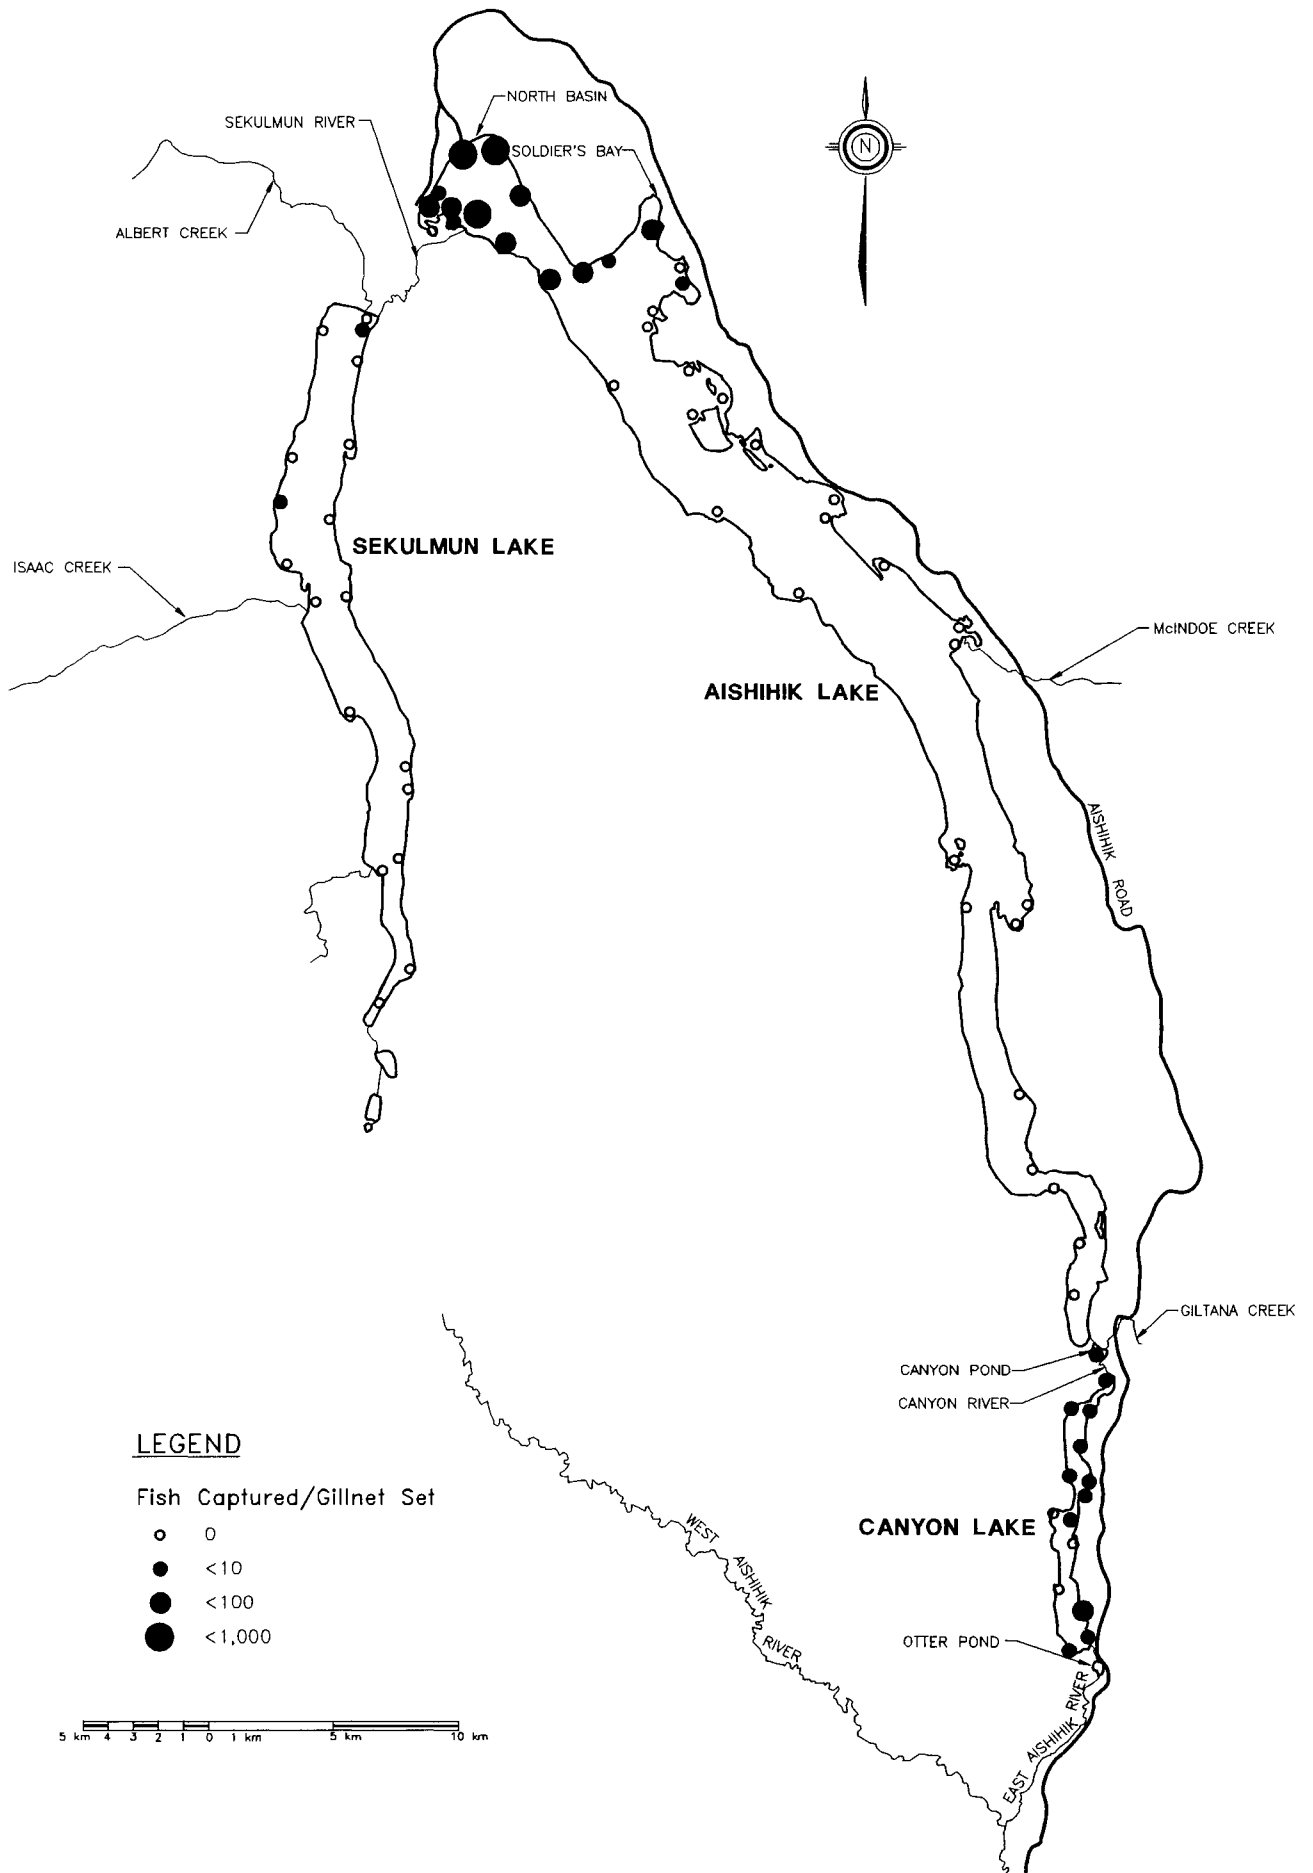 NORTH BASIN
SEKULMUN RIVER
N
SOLDIER'S BAY
ALBERT CREEK
SEKULMUN LAKE
ISAAC CREEK
McINDOE CREEK
AISHIHIK LAKE
AISHIHIK ROAD
GILTANA CREEK
CANYON POND
CANYON RIVER
LEGEND
Fish Captured/Gillnet Set
0
<10
<100
<1,000
WEST AISHIHIK RIVER
CANYON LAKE
OTTER POND
EAST AISHIHIK RIVER
5 km 4 3 2 1 0 1 km 5 km 10 km